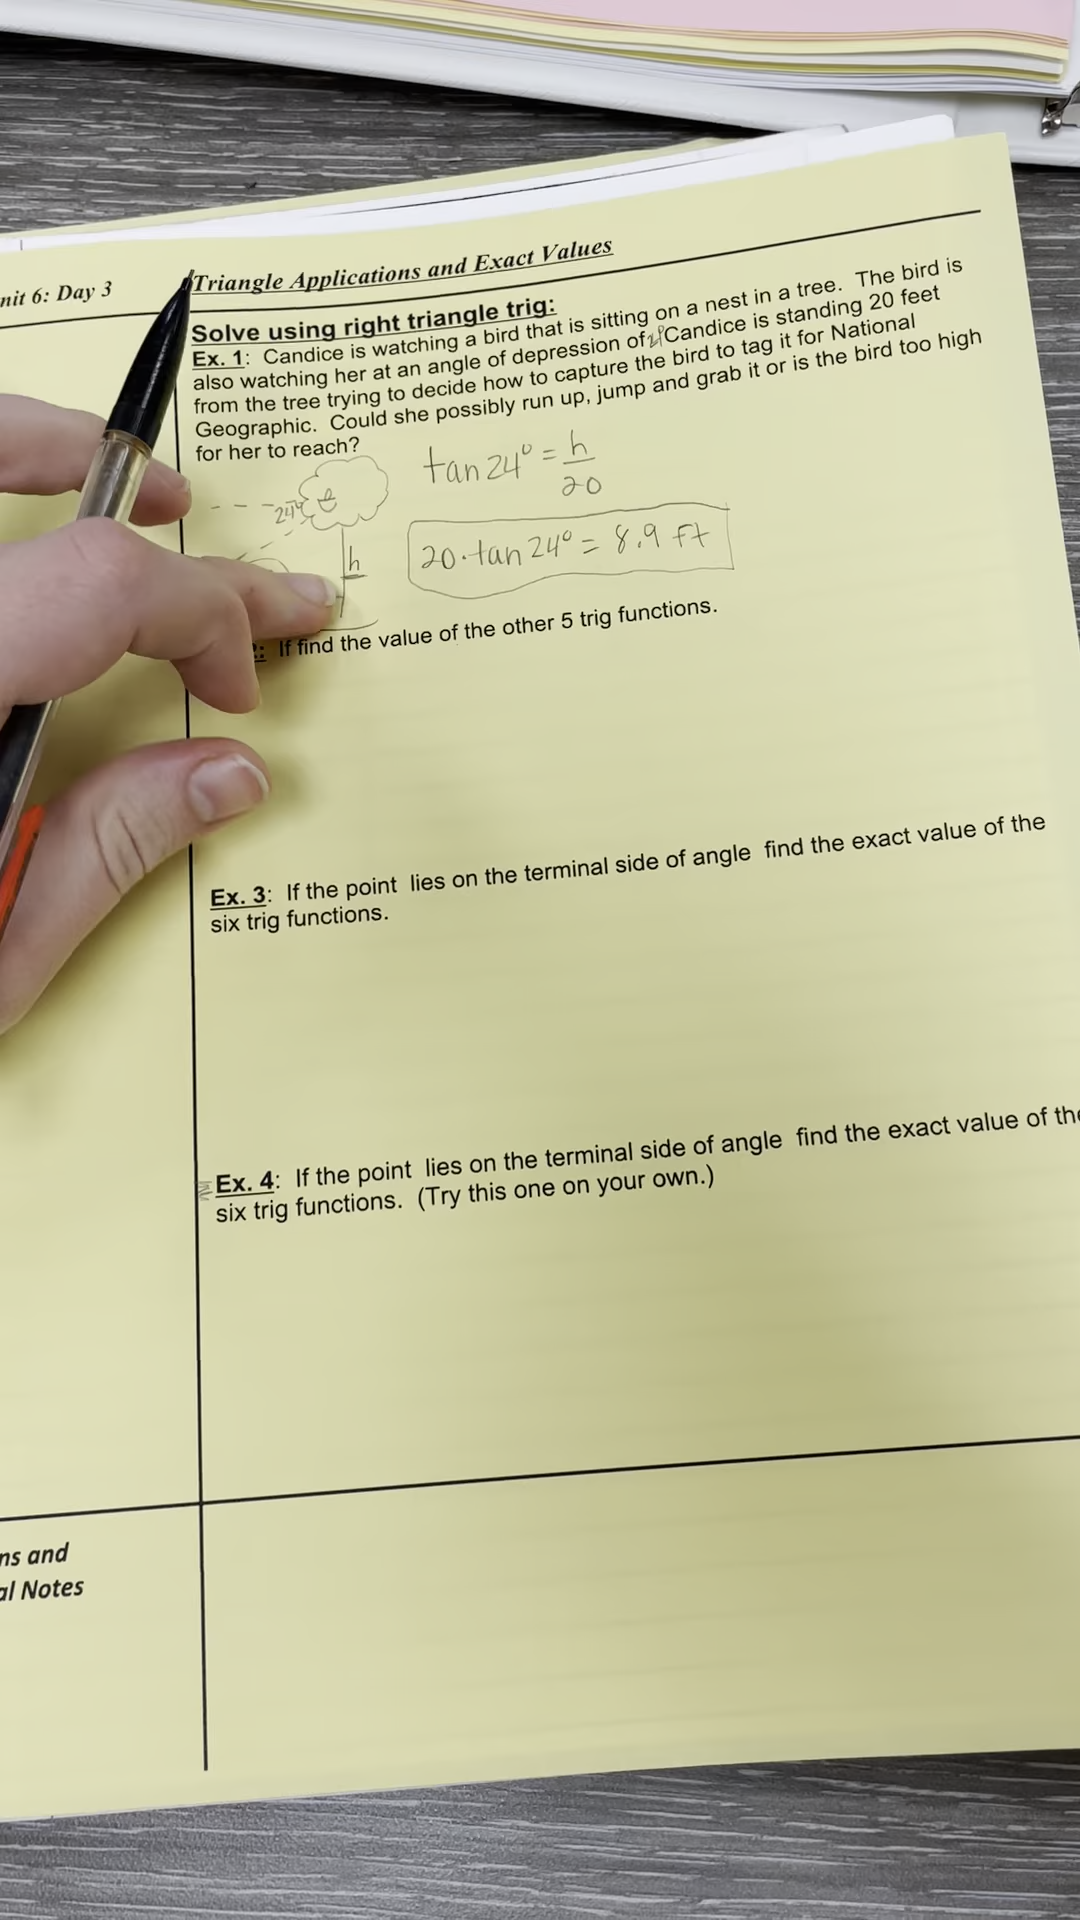 nit 6: Day 3
Triangle Applications and Exact Values
Solve using right triangle trig:
Ex. 1: Candice is watching a bird that is sitting on a nest in a tree. The bird is
also watching her at an angle of depression of Candice is standing 20 feet
from the tree trying to decide how to capture the bird to tag it for National
Geographic. Could she possibly run up, jump and grab it or is the bird too high
for her to reach?
tan 24° = h/20
24°
h
20·tan 24° = 8.9 ft
2: If find the value of the other 5 trig functions.
Ex. 3: If the point lies on the terminal side of angle find the exact value of the
six trig functions.
Ex. 4: If the point lies on the terminal side of angle find the exact value of the
six trig functions. (Try this one on your own.)
ns and
al Notes